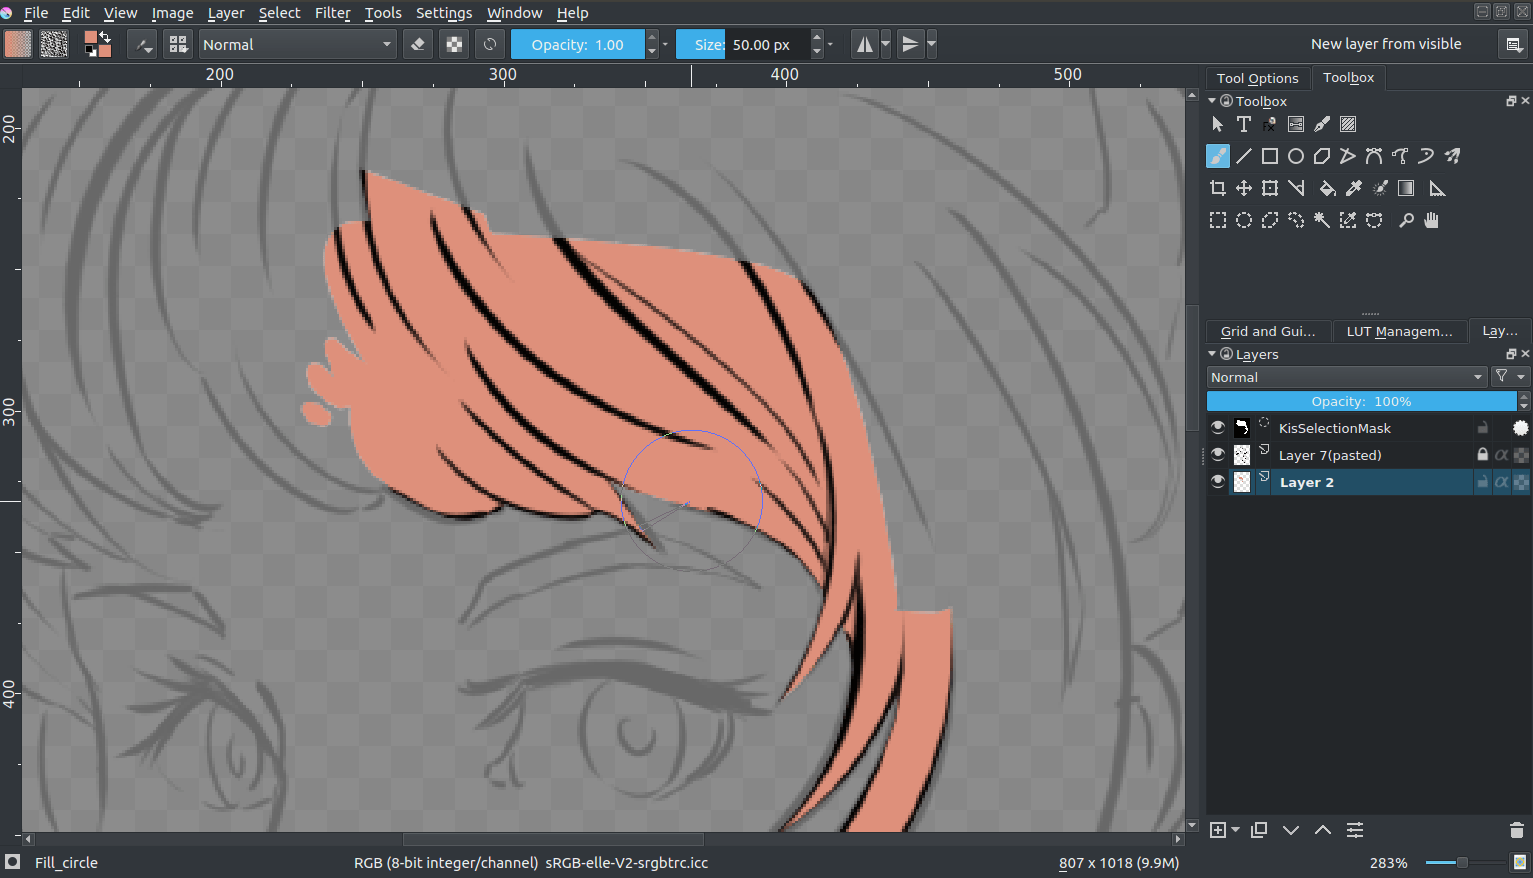 File Edit View Image Layer Select Filter Tools Settings Window Help
Normal Opacity: 1.00 Size: 50.00 px New layer from visible
200 300 400 500
200
300
400
Tool Options Toolbox
Toolbox
Grid and Gui... LUT Managem... Lay...
Layers
Normal
Opacity: 100%
KisSelectionMask
Layer 7(pasted)
Layer 2
Fill_circle RGB (8-bit integer/channel) sRGB-elle-V2-srgbtrc.icc 807 x 1018 (9.9M) 283%